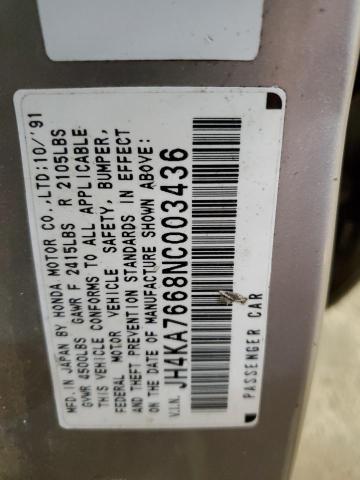 MFD.IN JAPAN BY HONDA MOTOR CO.,LTD;10/'91
GVWR 4500LBS GAWR F 2415LBS R 2105LBS
THIS VEHICLE CONFORMS TO ALL APPLICABLE
FEDERAL MOTOR VEHICLE SAFETY, BUMPER,
AND THEFT PREVENTION STANDARDS IN EFFECT
ON THE DATE OF MANUFACTURE SHOWN ABOVE:
V.I.N. JH4KA7668NC003436
PASSENGER CAR